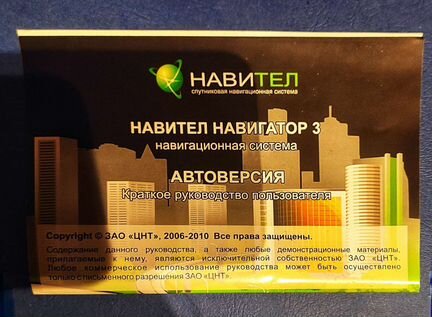 НАВИТЕЛ
спутниковая навигационная система
НАВИТЕЛ НАВИГАТОР 3
навигационная система
АВТОВЕРСИЯ
Краткое руководство пользователя
Copyright © ЗАО «ЦНТ», 2006-2010 Все права защищены.
Содержание данного руководства, а также любые демонстрационные материалы,
прилагаемые к нему, являются исключительной собственностью ЗАО «ЦНТ».
Любое коммерческое использование руководства может быть осуществлено
только с письменного разрешения ЗАО «ЦНТ».